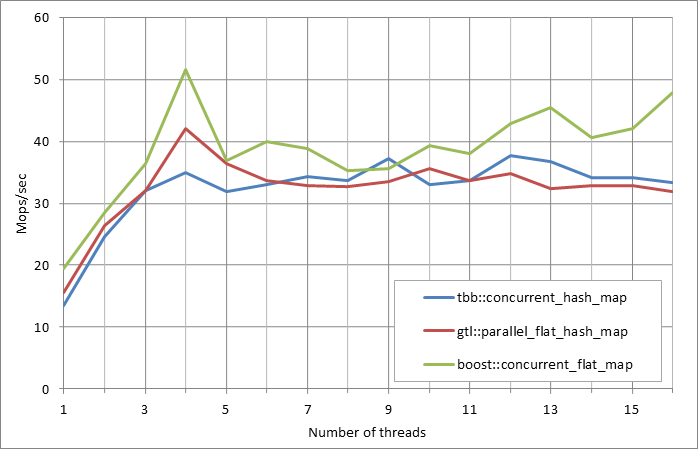 60
50
40
30
20
10
0
Mops/sec
tbb::concurrent_hash_map
gtl::parallel_flat_hash_map
boost::concurrent_flat_map
1 3 5 7 9 11 13 15
Number of threads